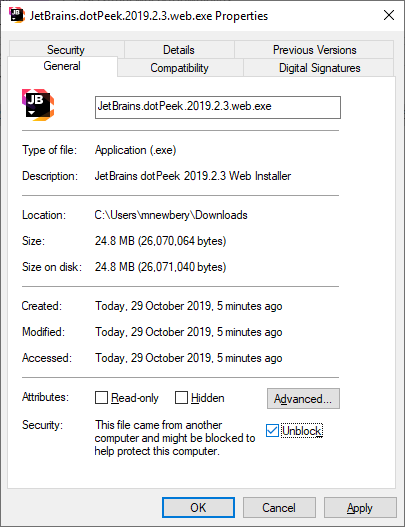 JetBrains.dotPeek.2019.2.3.web.exe Properties
Security Details Previous Versions
General Compatibility Digital Signatures
JB
JetBrains.dotPeek.2019.2.3.web.exe
Type of file: Application (.exe)
Description: JetBrains dotPeek 2019.2.3 Web Installer
Location: C:\Users\mnewbery\Downloads
Size: 24.8 MB (26,070,064 bytes)
Size on disk: 24.8 MB (26,071,040 bytes)
Created: Today, 29 October 2019, 5 minutes ago
Modified: Today, 29 October 2019, 5 minutes ago
Accessed: Today, 29 October 2019, 5 minutes ago
Attributes: Read-only Hidden Advanced...
Security: This file came from another
computer and might be blocked to
help protect this computer.
Unblock
OK Cancel Apply